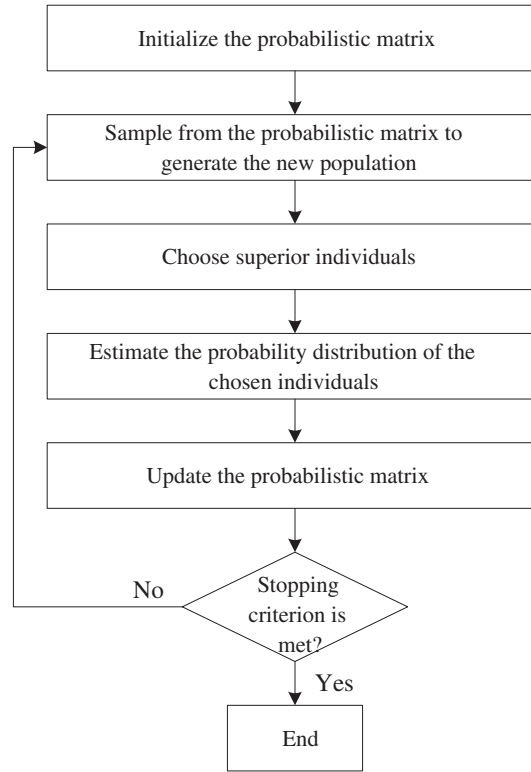 Initialize the probabilistic matrix
Sample from the probabilistic matrix to
generate the new population
Choose superior individuals
Estimate the probability distribution of the
chosen individuals
Update the probabilistic matrix
No
Stopping
criterion is
met?
Yes
End